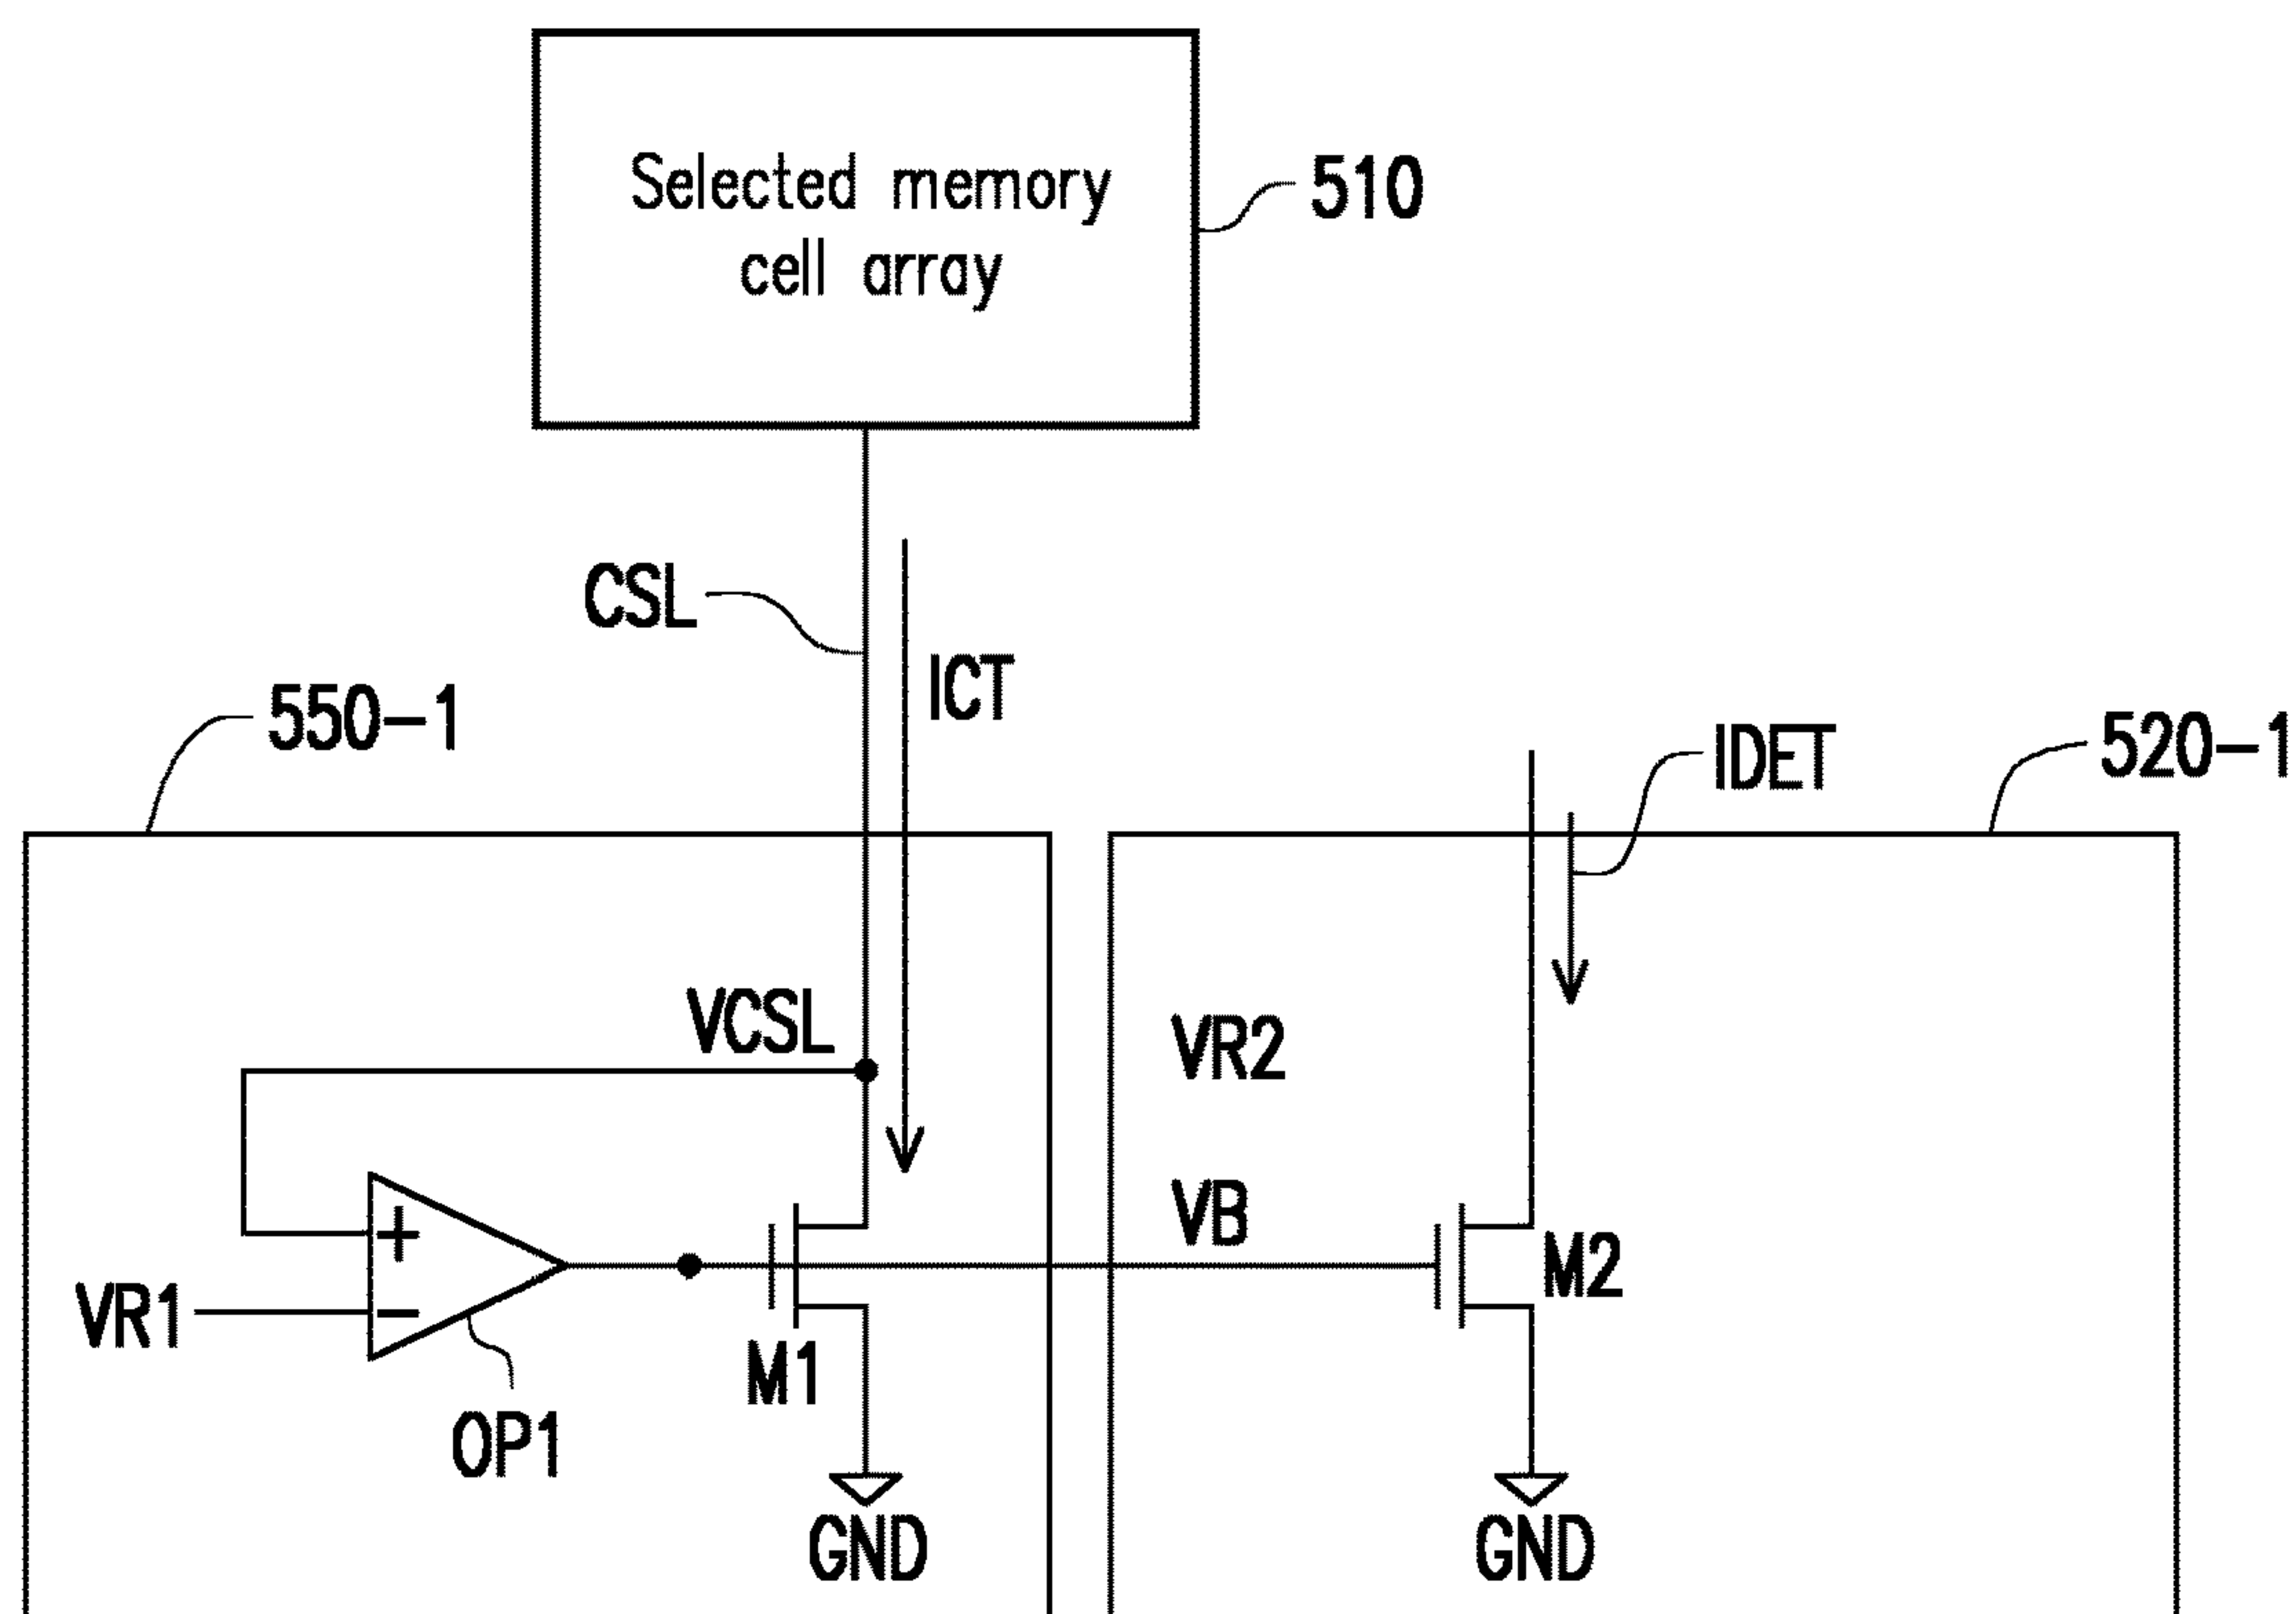 Selected memory
cell array
510
CSL
ICT
550-1
IDET
520-1
VCSL
VR2
VB
+
−
VR1
M1
M2
OP1
GND
GND